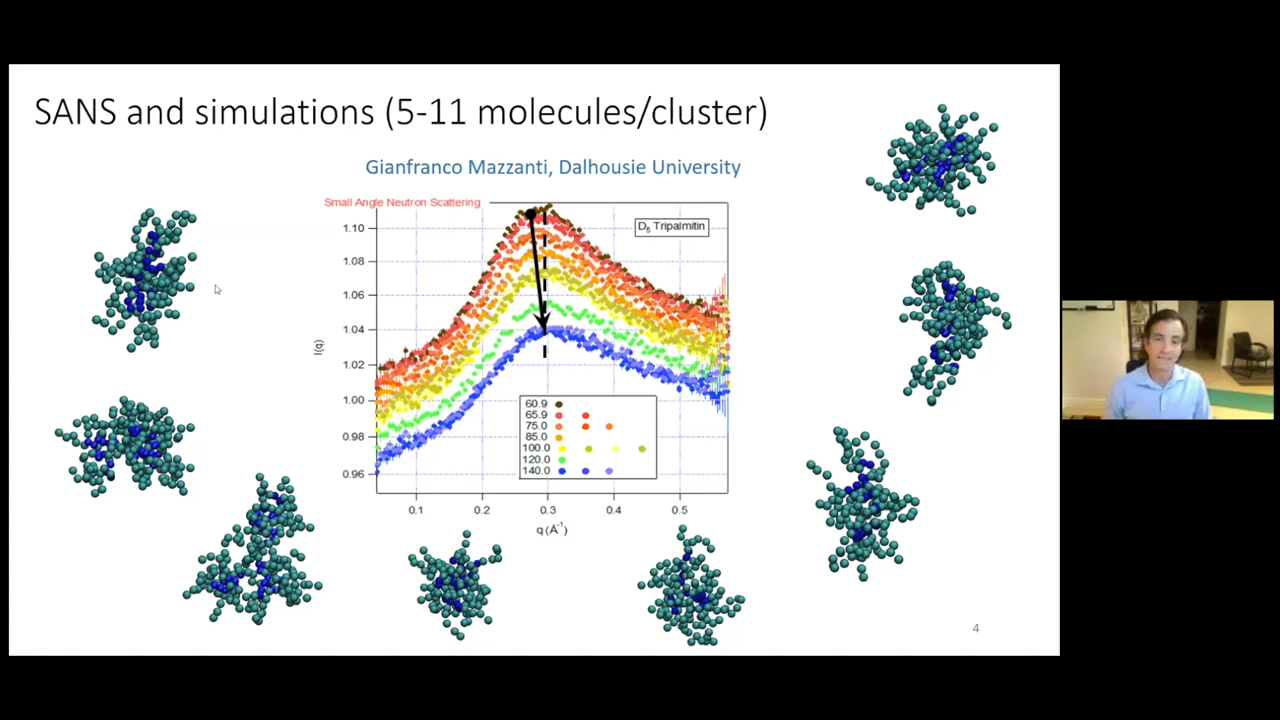 SANS and simulations (5-11 molecules/cluster)
Gianfranco Mazzanti, Dalhousie University
Small Angle Neutron Scattering
D5 Tripalmitin
1.10
1.08
1.06
1.04
1.02
1.00
0.98
0.96
I(q)
60.9
65.9
75.0
85.0
100.0
120.0
140.0
0.1 0.2 0.3 0.4 0.5
q (Å-1)
4